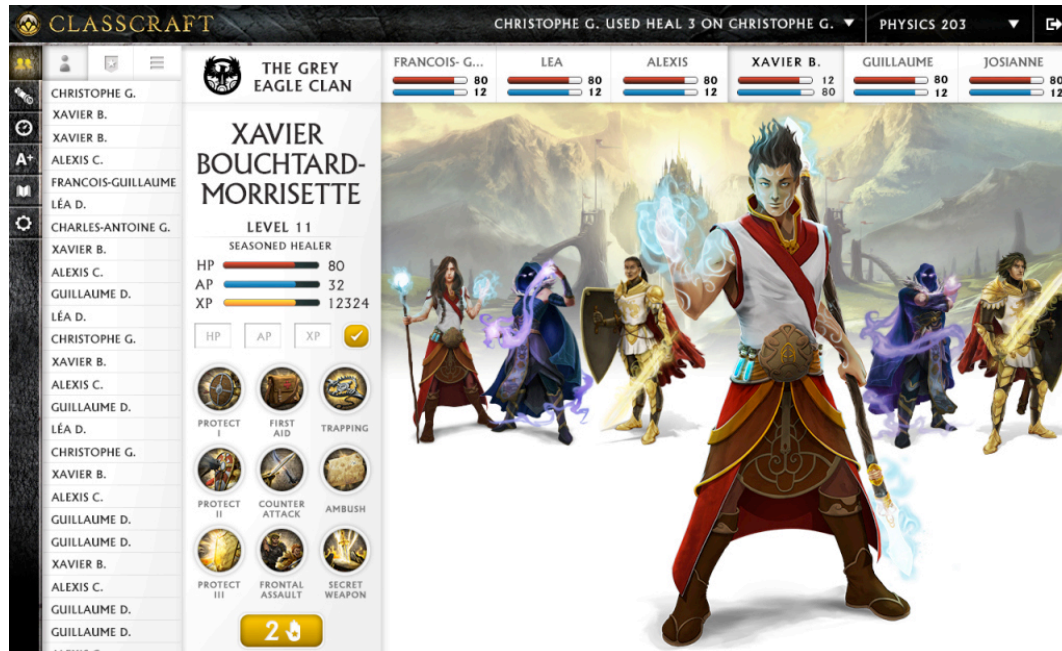 CLASSCRAFT
CHRISTOPHE G. USED HEAL 3 ON CHRISTOPHE G.
PHYSICS 203
A+
CHRISTOPHE G.
XAVIER B.
XAVIER B.
ALEXIS C.
FRANCOIS-GUILLAUME
LÉA D.
CHARLES-ANTOINE G.
XAVIER B.
ALEXIS C.
GUILLAUME D.
LÉA D.
CHRISTOPHE G.
XAVIER B.
ALEXIS C.
GUILLAUME D.
LÉA D.
CHRISTOPHE G.
XAVIER B.
ALEXIS C.
GUILLAUME D.
GUILLAUME D.
XAVIER B.
ALEXIS C.
GUILLAUME D.
GUILLAUME D.
THE GREY
EAGLE CLAN
XAVIER
BOUCHTARD-
MORRISETTE
LEVEL 11
SEASONED HEALER
HP 80
AP 32
XP 12324
HP AP XP
PROTECT I
FIRST AID
TRAPPING
PROTECT II
COUNTER ATTACK
AMBUSH
PROTECT III
FRONTAL ASSAULT
SECRET WEAPON
2
FRANCOIS- G...
80
12
LEA
80
12
ALEXIS
80
12
XAVIER B.
12
80
GUILLAUME
80
12
JOSIANNE
80
12